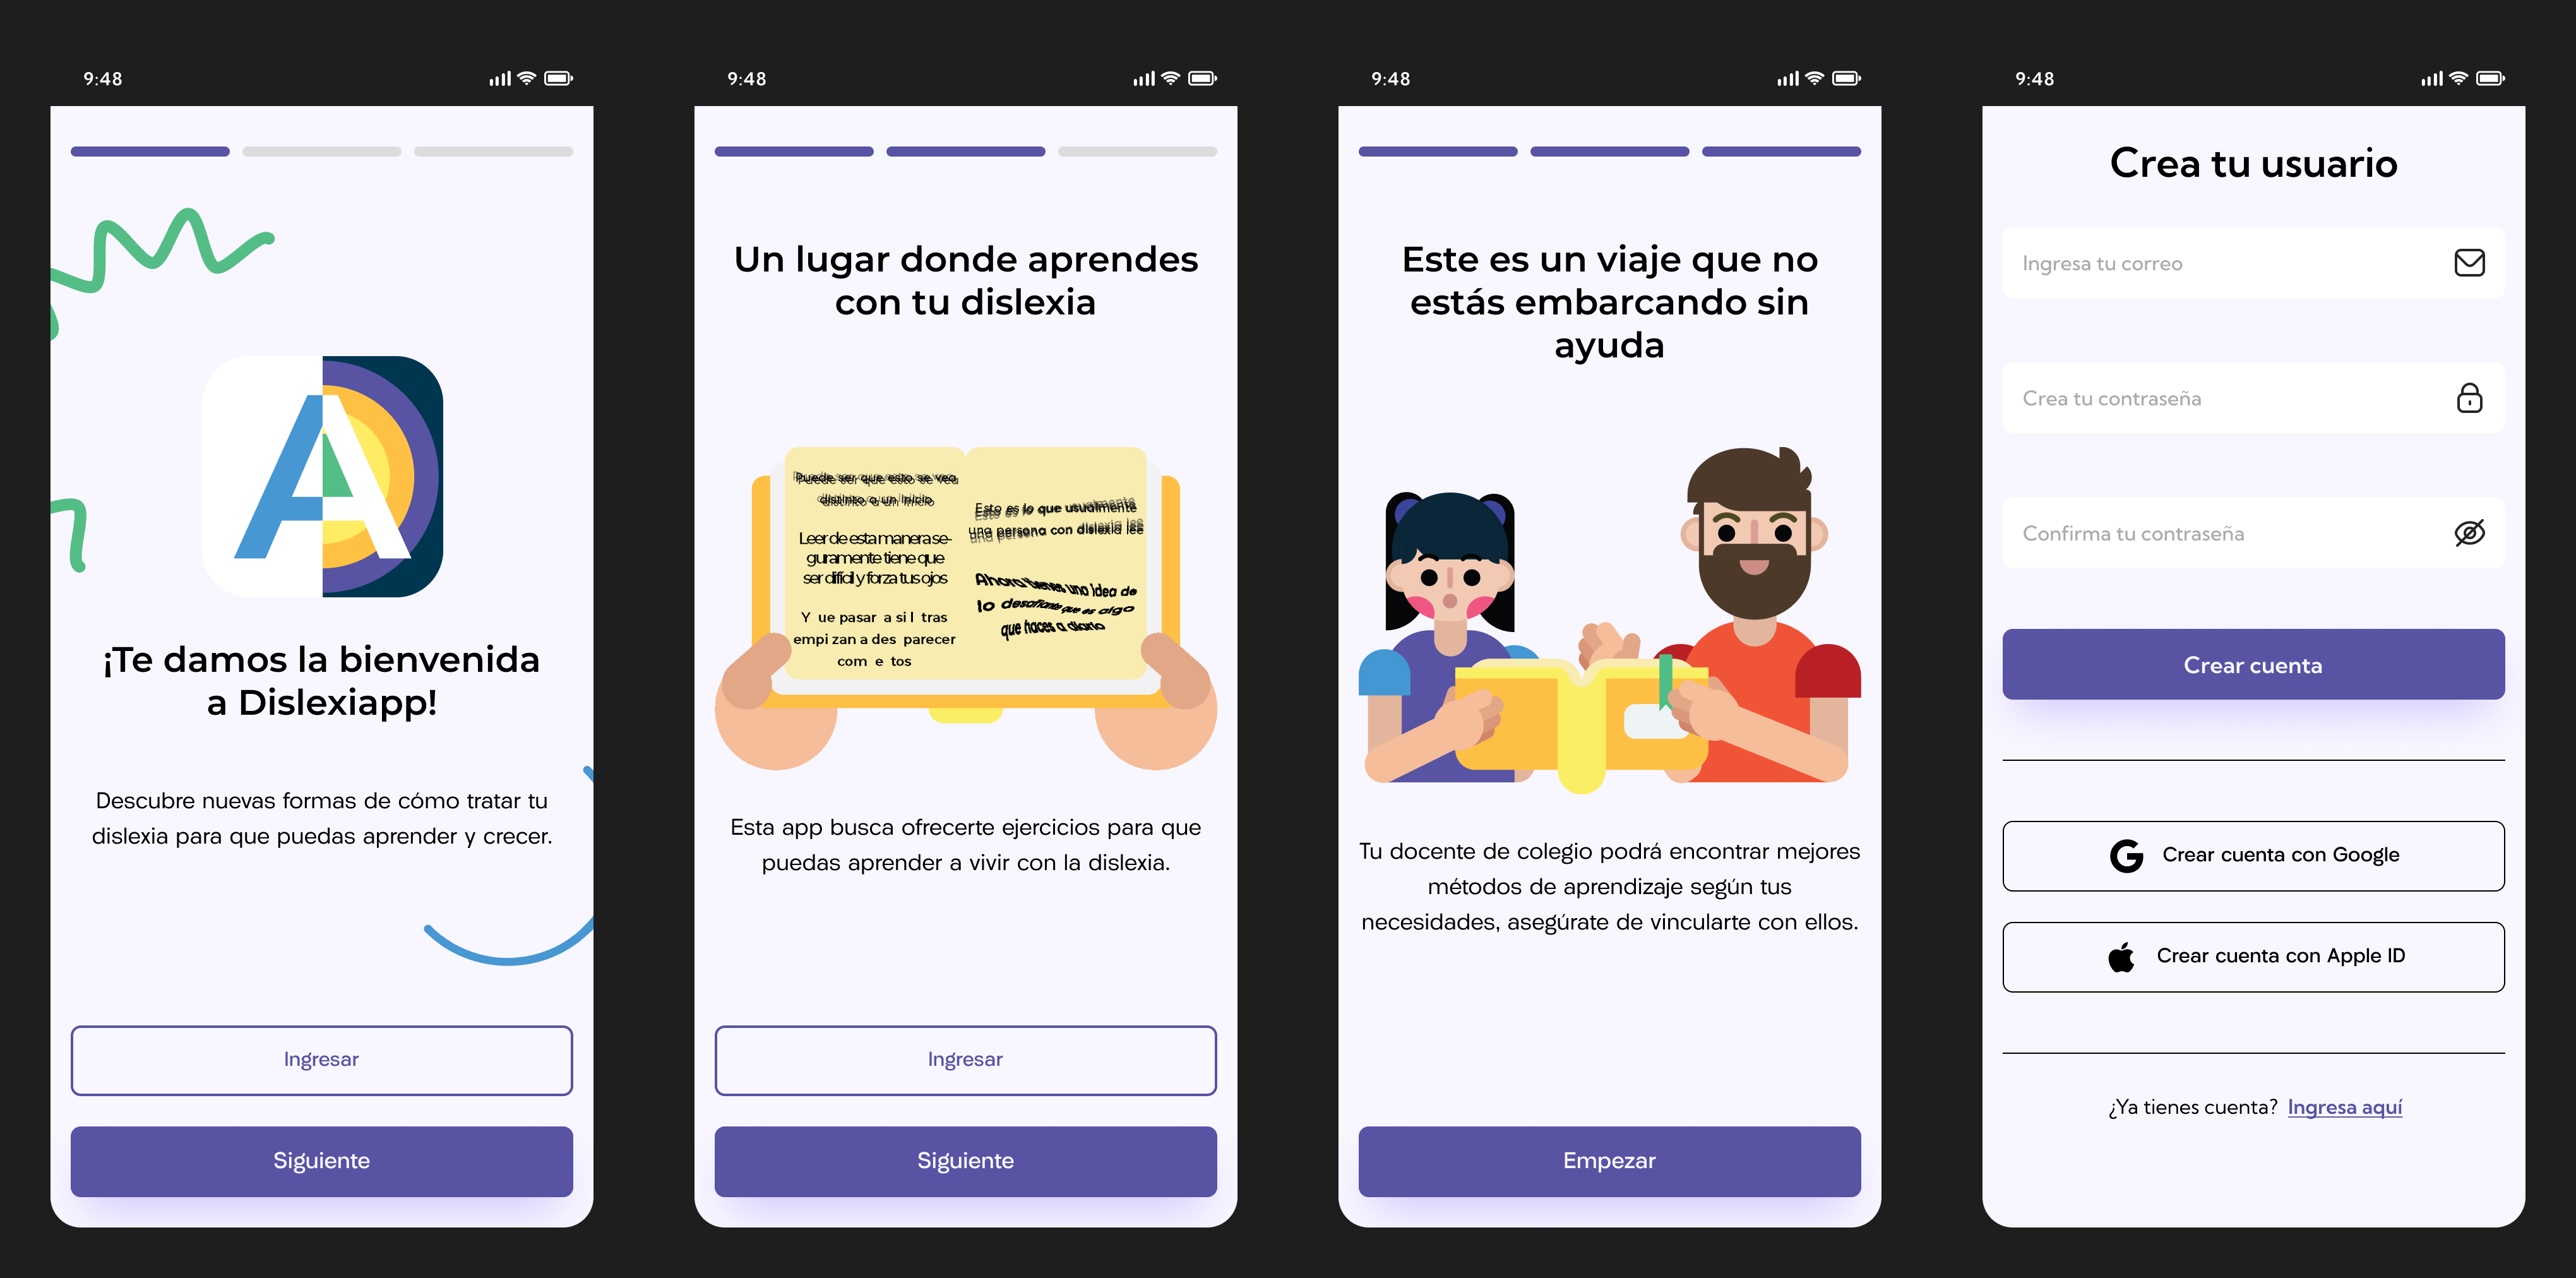 9:48
¡Te damos la bienvenida
a Dislexiapp!
Descubre nuevas formas de cómo tratar tu
dislexia para que puedas aprender y crecer.
Ingresar
Siguiente
9:48
Un lugar donde aprendes
con tu dislexia
Puede ser que esto se vea
distinto a un inicio
Leer de esta manera se-
guramente tiene que
ser difícil y forza tus ojos
Y ue pasar a si l tras
empi zan a des parecer
com e tos
Esto es lo que usualmente
una persona con dislexia lee
Ahora tienes una idea de
lo desafiante que es algo
que haces a diario
Esta app busca ofrecerte ejercicios para que
puedas aprender a vivir con la dislexia.
Ingresar
Siguiente
9:48
Este es un viaje que no
estás embarcando sin
ayuda
Tu docente de colegio podrá encontrar mejores
métodos de aprendizaje según tus
necesidades, asegúrate de vincularte con ellos.
Empezar
9:48
Crea tu usuario
Ingresa tu correo
Crea tu contraseña
Confirma tu contraseña
Crear cuenta
Crear cuenta con Google
Crear cuenta con Apple ID
¿Ya tienes cuenta? Ingresa aquí